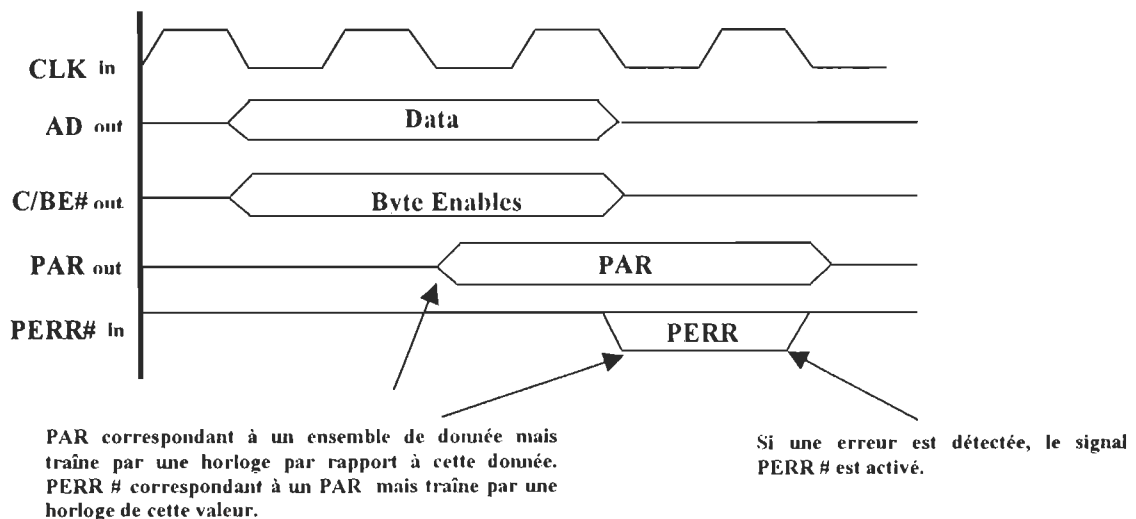 CLK in
AD out
Data
C/BE# out
Byte Enables
PAR out
PAR
PERR# in
PERR
PAR correspondant à un ensemble de donnée mais
traîne par une horloge par rapport à cette donnée.
PERR # correspondant à un PAR mais traîne par une
horloge de cette valeur.
Si une erreur est détectée, le signal
PERR # est activé.